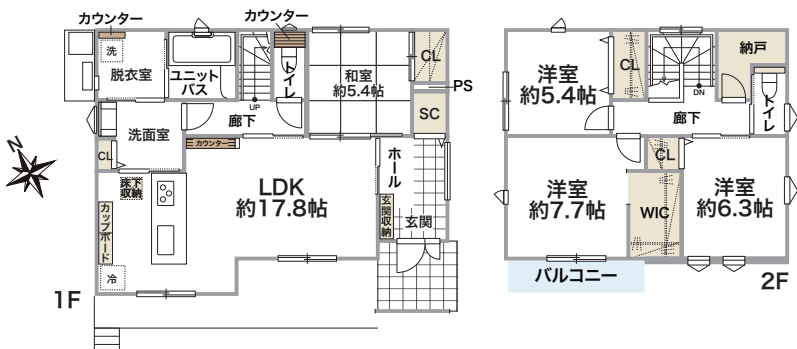 カウンター
カウンター
洗
脱衣室
ユニット
バス
UP
トイレ
和室
約5.4帖
CL
PS
SC
洗面室
廊下
カウンター
CL
ホール
床下
収納
LDK
約17.8帖
カップボード
玄関収納
玄関
冷
1F
N
洋室
約5.4帖
CL
DN
納戸
トイレ
廊下
CL
洋室
約7.7帖
WIC
洋室
約6.3帖
バルコニー
2F